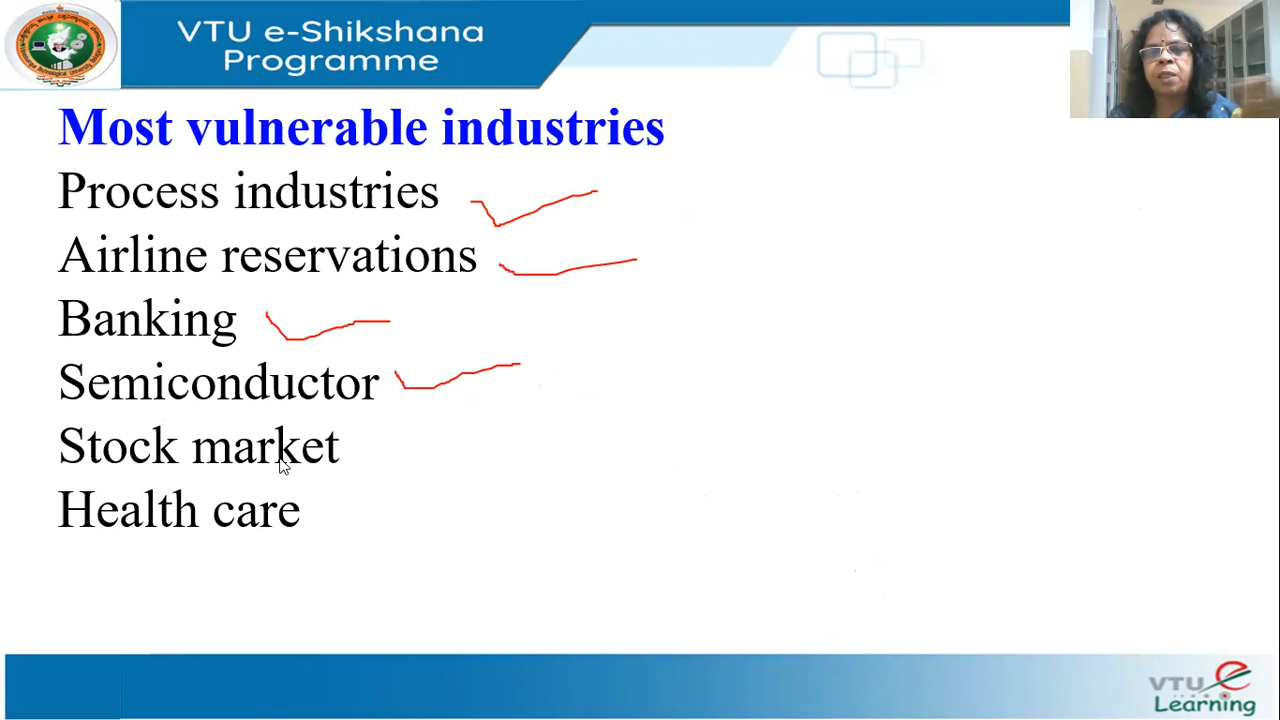 VTU e-Shikshana
Programme
Most vulnerable industries
Process industries
Airline reservations
Banking
Semiconductor
Stock market
Health care
VTU e
Learning